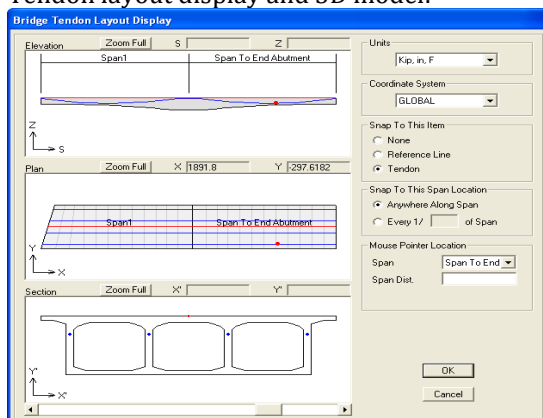 Tendon layout display and 3D model.
Bridge Tendon Layout Display
Elevation Zoom Full S Z
Span1 Span To End Abutment
Z
S
Plan Zoom Full X 1891.8 Y -297.6182
Span1 Span To End Abutment
Y
X
Section Zoom Full X' Y'
Y'
X'
Units
Kip, in, F
Coordinate System
GLOBAL
Snap To This Item
None
Reference Line
Tendon
Snap To This Span Location
Anywhere Along Span
Every 1/ of Span
Mouse Pointer Location
Span Span To End
Span Dist.
OK
Cancel